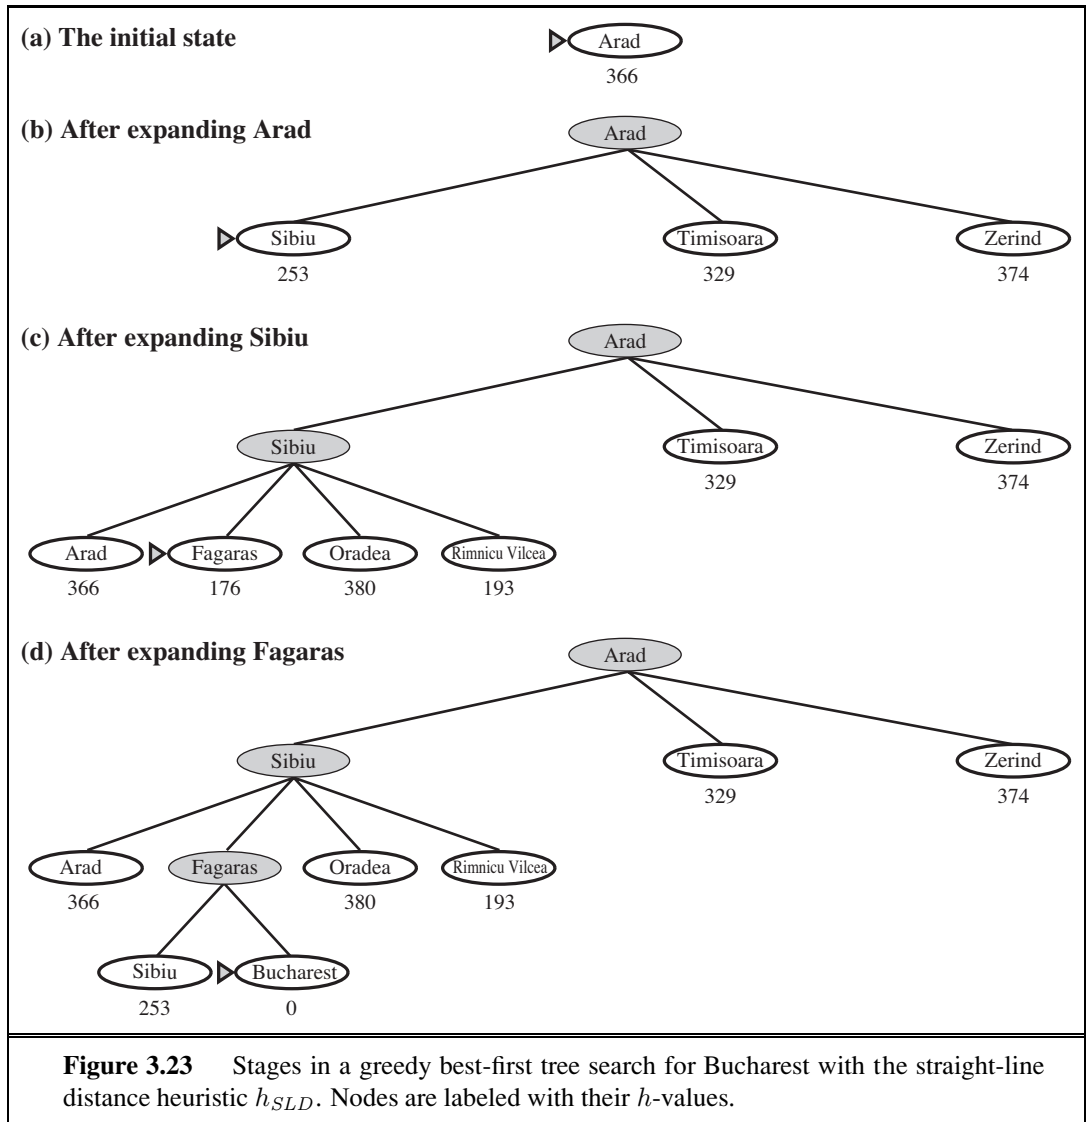 (a) The initial state
Arad
366
(b) After expanding Arad
Arad
Sibiu
Timisoara
Zerind
253
329
374
(c) After expanding Sibiu
Arad
Sibiu
Timisoara
Zerind
329
374
Arad
Fagaras
Oradea
Rimnicu Vilcea
366
176
380
193
(d) After expanding Fagaras
Arad
Sibiu
Timisoara
Zerind
329
374
Arad
Fagaras
Oradea
Rimnicu Vilcea
366
380
193
Sibiu
Bucharest
253
0
Figure 3.23 Stages in a greedy best-first tree search for Bucharest with the straight-line
distance heuristic hSLD. Nodes are labeled with their h-values.